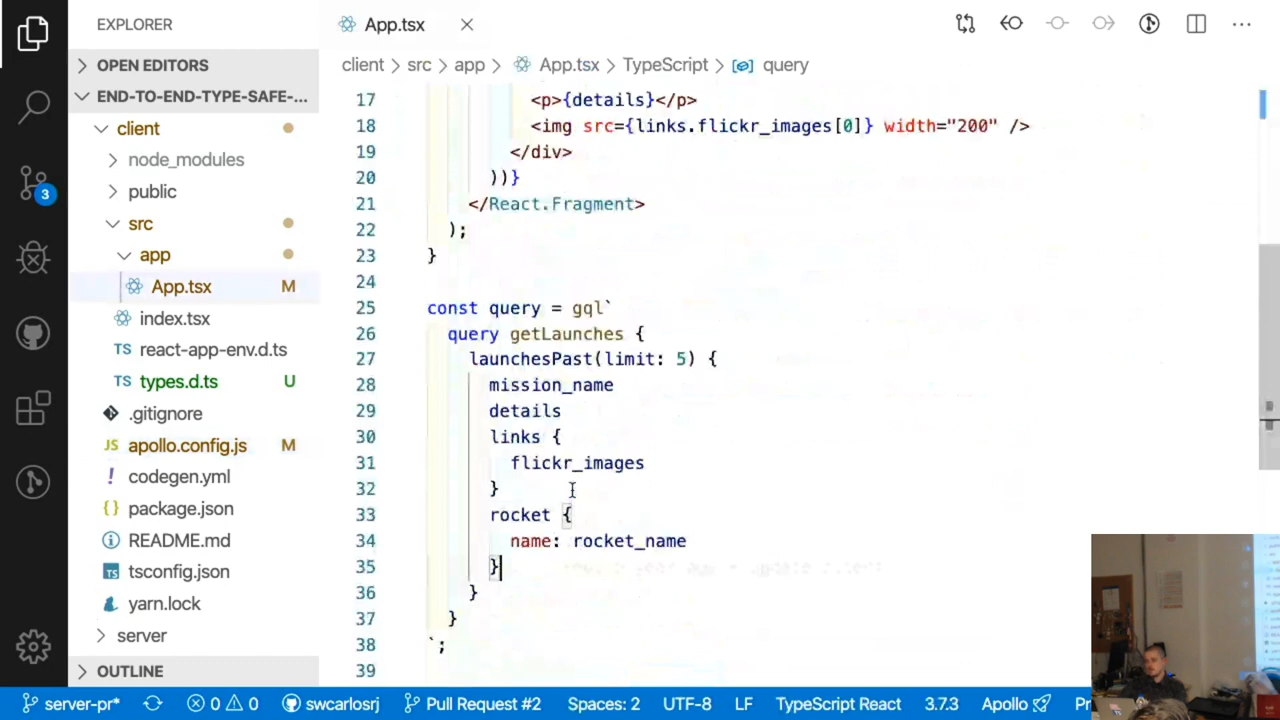 EXPLORER
OPEN EDITORS
END-TO-END-TYPE-SAFE-...
client
node_modules
public
src
app
App.tsx M
index.tsx
TS react-app-env.d.ts
TS types.d.ts U
.gitignore
JS apollo.config.js M
! codegen.yml
{} package.json
README.md
TS tsconfig.json
yarn.lock
server
OUTLINE
3
App.tsx
client > src > app > App.tsx > TypeScript > query
17 <p>{details}</p>
18 <img src={links.flickr_images[0]} width="200" />
19 </div>
20 ))}
21 </React.Fragment>
22 );
23 }
24
25 const query = gql`
26 query getLaunches {
27 launchesPast(limit: 5) {
28 mission_name
29 details
30 links {
31 flickr_images
32 }
33 rocket {
34 name: rocket_name
35 }
36 }
37 }
38 `;
39
server-pr* 0 0 swcarlosrj Pull Request #2 Spaces: 2 UTF-8 LF TypeScript React 3.7.3 Apollo Pr